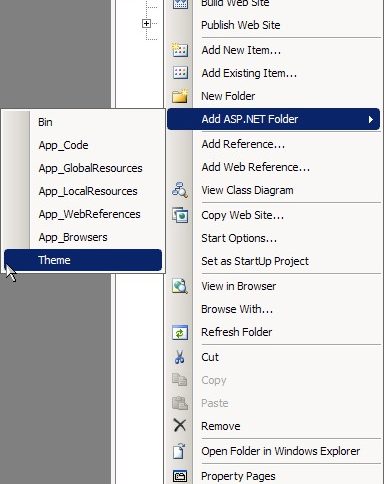 Build Web Site
Publish Web Site
Add New Item...
Add Existing Item...
New Folder
Add ASP.NET Folder
Add Reference...
Add Web Reference...
View Class Diagram
Copy Web Site...
Start Options...
Set as StartUp Project
View in Browser
Browse With...
Refresh Folder
Cut
Copy
Paste
Remove
Open Folder in Windows Explorer
Property Pages
Bin
App_Code
App_GlobalResources
App_LocalResources
App_WebReferences
App_Browsers
Theme